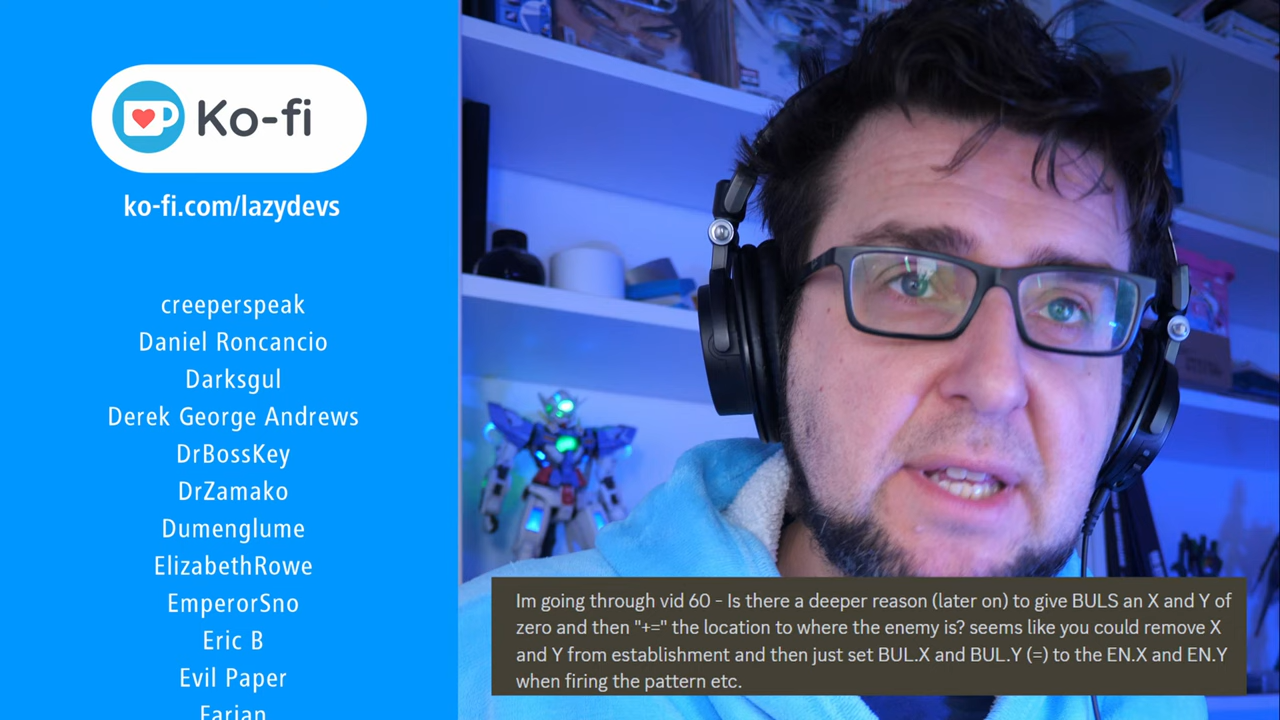 Ko-fi
ko-fi.com/lazydevs
creeperspeak
Daniel Roncancio
Darksgul
Derek George Andrews
DrBossKey
DrZamako
Dumenglume
ElizabethRowe
EmperorSno
Eric B
Evil Paper
Farian
Im going through vid 60 - Is there a deeper reason (later on) to give BULS an X and Y of
zero and then "+=" the location to where the enemy is? seems like you could remove X
and Y from establishment and then just set BUL.X and BUL.Y (=) to the EN.X and EN.Y
when firing the pattern etc.